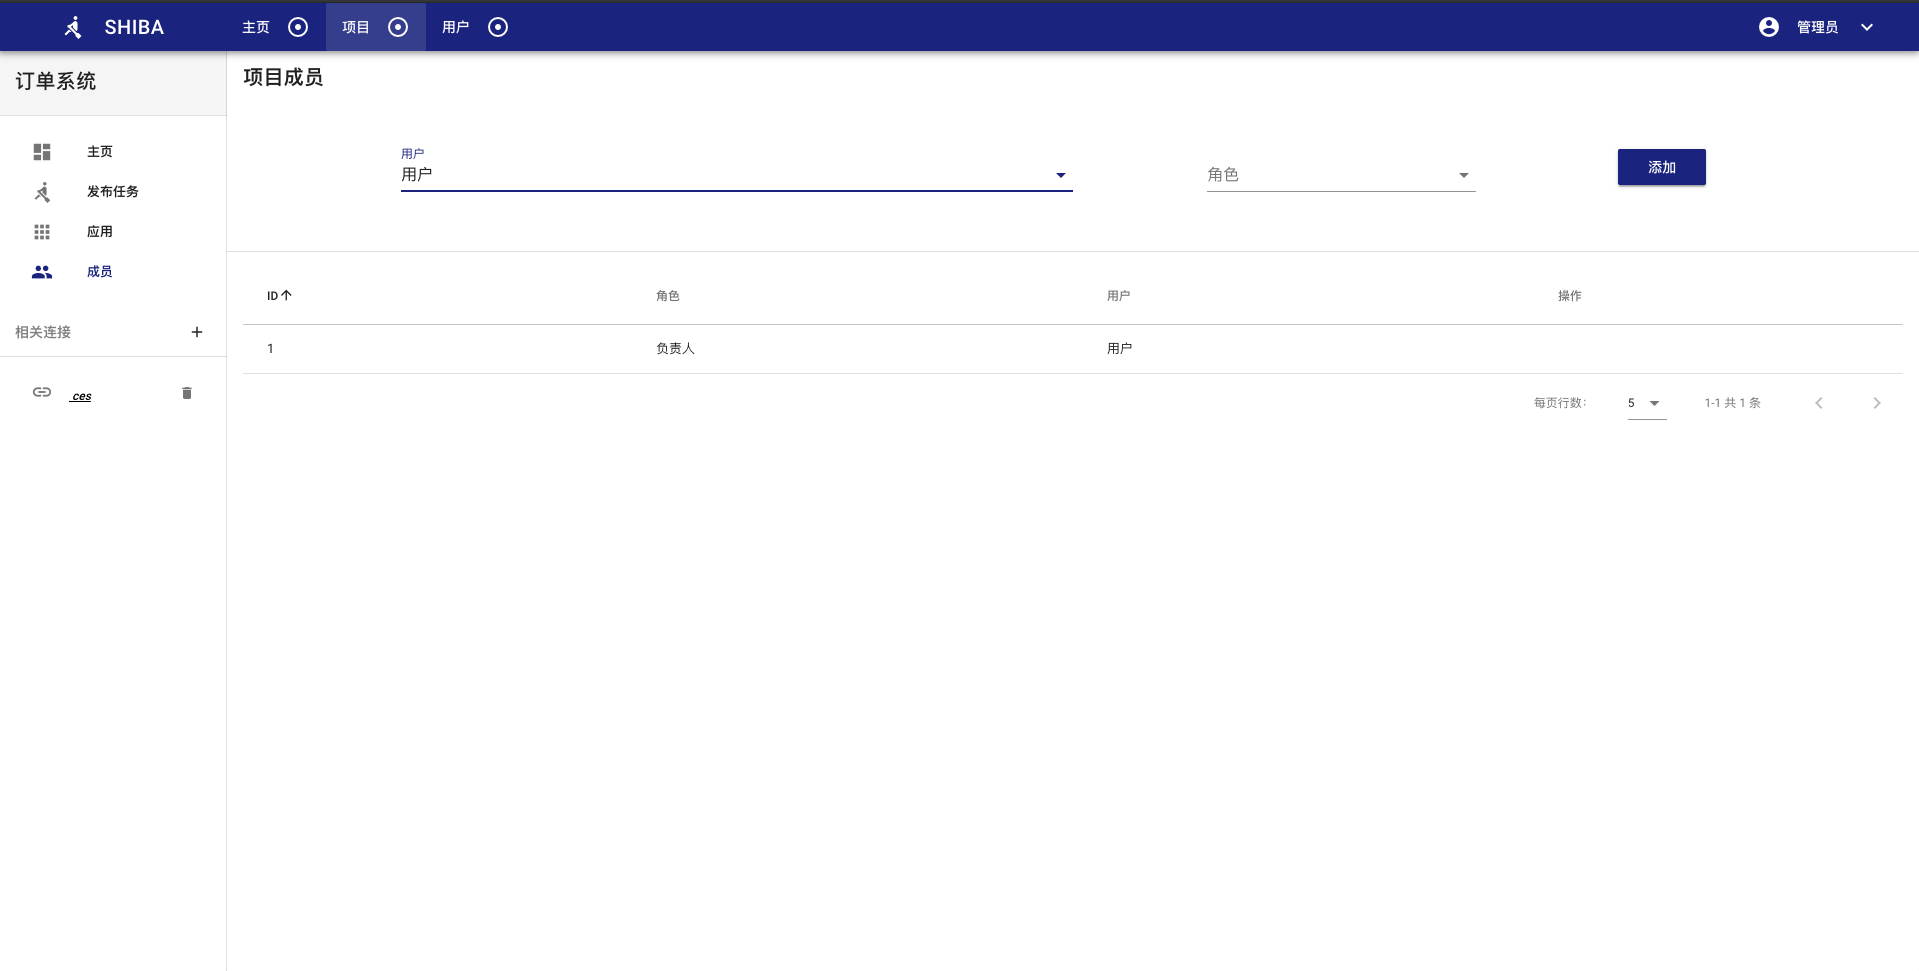 SHIBA 主页 项目 用户 管理员
订单系统
主页
发布任务
应用
成员
相关连接
ces
项目成员
用户
用户 角色 添加
ID 角色 用户 操作
1 负责人 用户
每页行数: 5 1-1 共 1 条